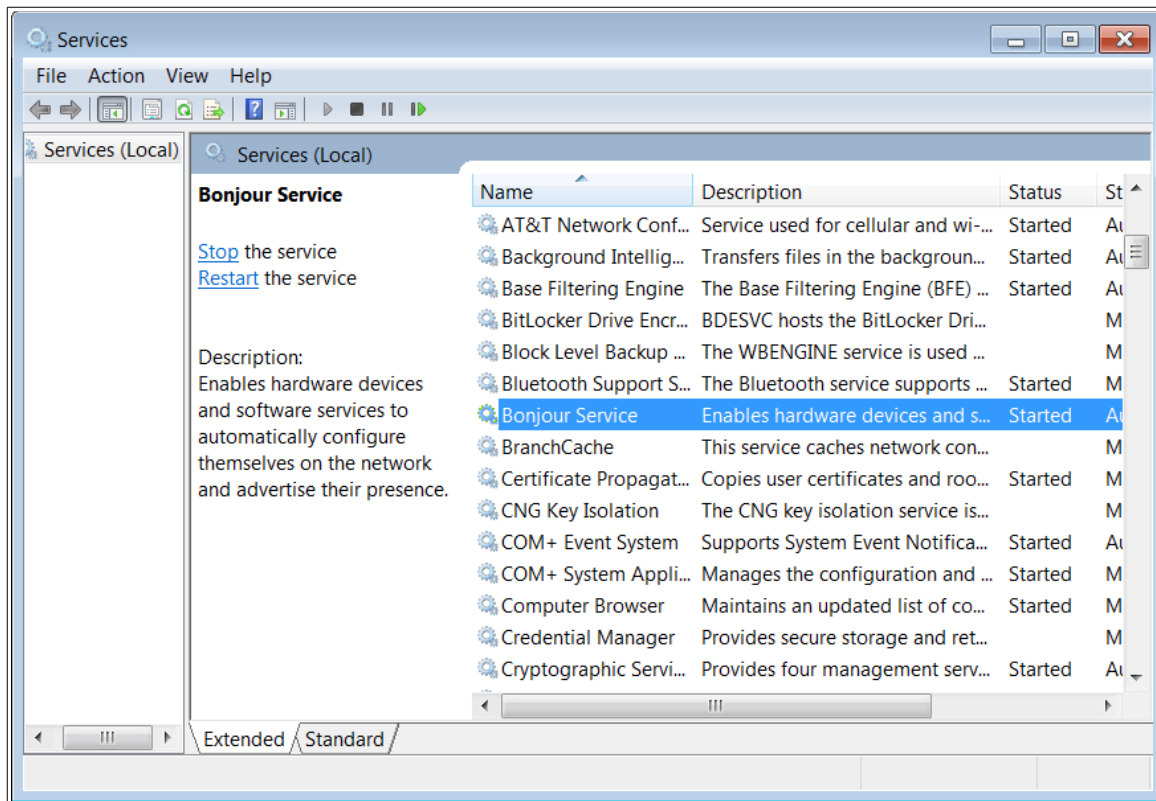 Services
File Action View Help
Services (Local)
Services (Local)
Bonjour Service
Stop the service
Restart the service
Description:
Enables hardware devices
and software services to
automatically configure
themselves on the network
and advertise their presence.
Name Description Status St
AT&T Network Conf... Service used for cellular and wi-... Started Au
Background Intellig... Transfers files in the backgroun... Started Au
Base Filtering Engine The Base Filtering Engine (BFE) ... Started Au
BitLocker Drive Encr... BDESVC hosts the BitLocker Dri... M
Block Level Backup ... The WBENGINE service is used ... M
Bluetooth Support S... The Bluetooth service supports ... Started M
Bonjour Service Enables hardware devices and s... Started Au
BranchCache This service caches network con... M
Certificate Propagat... Copies user certificates and roo... Started M
CNG Key Isolation The CNG key isolation service is... M
COM+ Event System Supports System Event Notifica... Started Au
COM+ System Appli... Manages the configuration and ... Started M
Computer Browser Maintains an updated list of co... Started M
Credential Manager Provides secure storage and ret... M
Cryptographic Servi... Provides four management serv... Started Au
Extended Standard